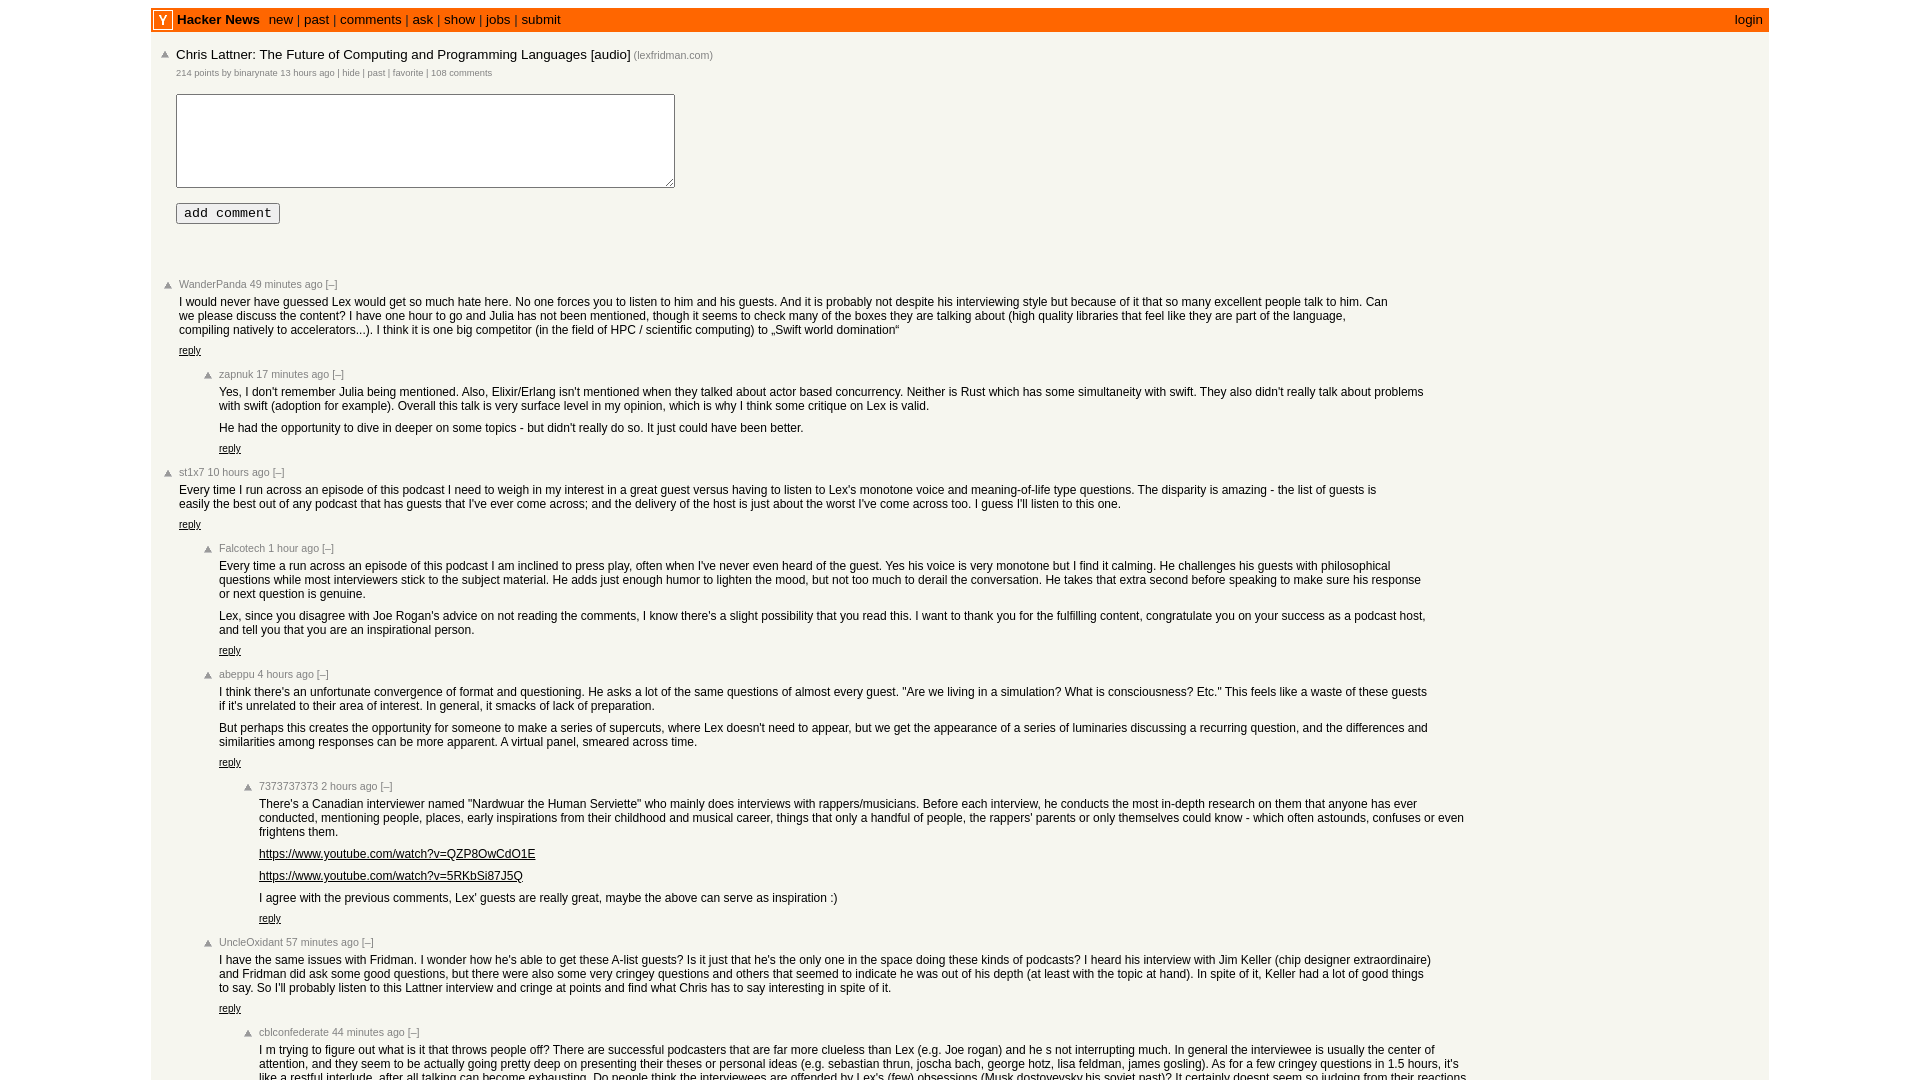 Y Hacker News new | past | comments | ask | show | jobs | submit login
Chris Lattner: The Future of Computing and Programming Languages [audio] (lexfridman.com)
214 points by binarynate 13 hours ago | hide | past | favorite | 108 comments
add comment
WanderPanda 49 minutes ago [–]
I would never have guessed Lex would get so much hate here. No one forces you to listen to him and his guests. And it is probably not despite his interviewing style but because of it that so many excellent people talk to him. Can
we please discuss the content? I have one hour to go and Julia has not been mentioned, though it seems to check many of the boxes they are talking about (high quality libraries that feel like they are part of the language,
compiling natively to accelerators...). I think it is one big competitor (in the field of HPC / scientific computing) to „Swift world domination“
reply
zapnuk 17 minutes ago [–]
Yes, I don't remember Julia being mentioned. Also, Elixir/Erlang isn't mentioned when they talked about actor based concurrency. Neither is Rust which has some simultaneity with swift. They also didn't really talk about problems
with swift (adoption for example). Overall this talk is very surface level in my opinion, which is why I think some critique on Lex is valid.
He had the opportunity to dive in deeper on some topics - but didn't really do so. It just could have been better.
reply
st1x7 10 hours ago [–]
Every time I run across an episode of this podcast I need to weigh in my interest in a great guest versus having to listen to Lex's monotone voice and meaning-of-life type questions. The disparity is amazing - the list of guests is
easily the best out of any podcast that has guests that I've ever come across; and the delivery of the host is just about the worst I've come across too. I guess I'll listen to this one.
reply
Falcotech 1 hour ago [–]
Every time a run across an episode of this podcast I am inclined to press play, often when I've never even heard of the guest. Yes his voice is very monotone but I find it calming. He challenges his guests with philosophical
questions while most interviewers stick to the subject material. He adds just enough humor to lighten the mood, but not too much to derail the conversation. He takes that extra second before speaking to make sure his response
or next question is genuine.
Lex, since you disagree with Joe Rogan's advice on not reading the comments, I know there's a slight possibility that you read this. I want to thank you for the fulfilling content, congratulate you on your success as a podcast host,
and tell you that you are an inspirational person.
reply
abeppu 4 hours ago [–]
I think there's an unfortunate convergence of format and questioning. He asks a lot of the same questions of almost every guest. "Are we living in a simulation? What is consciousness? Etc." This feels like a waste of these guests
if it's unrelated to their area of interest. In general, it smacks of lack of preparation.
But perhaps this creates the opportunity for someone to make a series of supercuts, where Lex doesn't need to appear, but we get the appearance of a series of luminaries discussing a recurring question, and the differences and
similarities among responses can be more apparent. A virtual panel, smeared across time.
reply
7373737373 2 hours ago [–]
There's a Canadian interviewer named "Nardwuar the Human Serviette" who mainly does interviews with rappers/musicians. Before each interview, he conducts the most in-depth research on them that anyone has ever
conducted, mentioning people, places, early inspirations from their childhood and musical career, things that only a handful of people, the rappers' parents or only themselves could know - which often astounds, confuses or even
frightens them.
https://www.youtube.com/watch?v=QZP8OwCdO1E
https://www.youtube.com/watch?v=5RKbSi87J5Q
I agree with the previous comments, Lex' guests are really great, maybe the above can serve as inspiration :)
reply
UncleOxidant 57 minutes ago [–]
I have the same issues with Fridman. I wonder how he's able to get these A-list guests? Is it just that he's the only one in the space doing these kinds of podcasts? I heard his interview with Jim Keller (chip designer extraordinaire)
and Fridman did ask some good questions, but there were also some very cringey questions and others that seemed to indicate he was out of his depth (at least with the topic at hand). In spite of it, Keller had a lot of good things
to say. So I'll probably listen to this Lattner interview and cringe at points and find what Chris has to say interesting in spite of it.
reply
cblconfederate 44 minutes ago [–]
I m trying to figure out what is it that throws people off? There are successful podcasters that are far more clueless than Lex (e.g. Joe rogan) and he s not interrupting much. In general the interviewee is usually the center of
attention, and they seem to be actually going pretty deep on presenting their theses or personal ideas (e.g. sebastian thrun, joscha bach, george hotz, lisa feldman, james gosling). As for a few cringey questions in 1.5 hours, it's
like a restful interlude, after all talking can become exhausting. Do people think the interviewees are offended by Lex's (few) obsessions (Musk,dostoyevsky,his soviet past)? It certainly doesnt seem so judging from their reactions